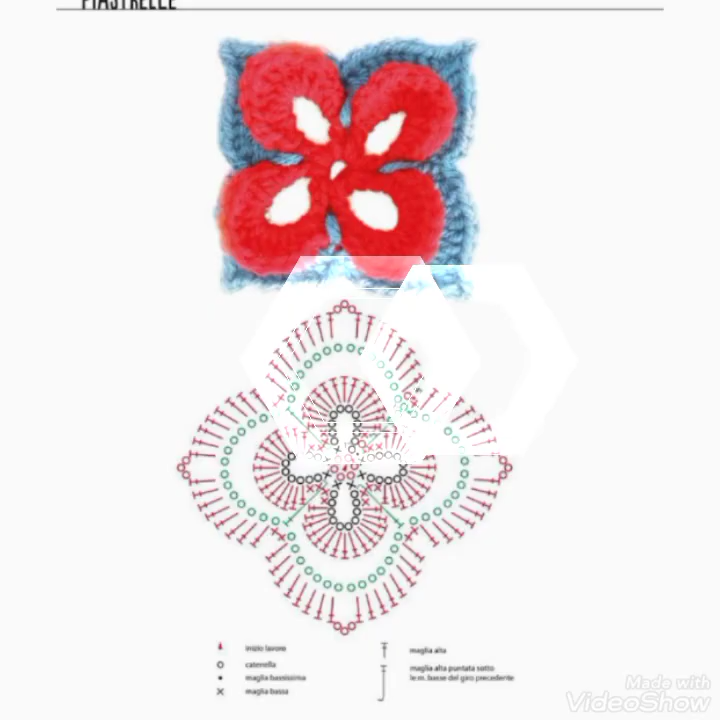 PIASTRELLE
inizio lavoro
catenella
maglia bassissima
maglia bassa
maglia alta
maglia alta puntata sotto
le m. basse del giro precedente
Made with
VideoShow